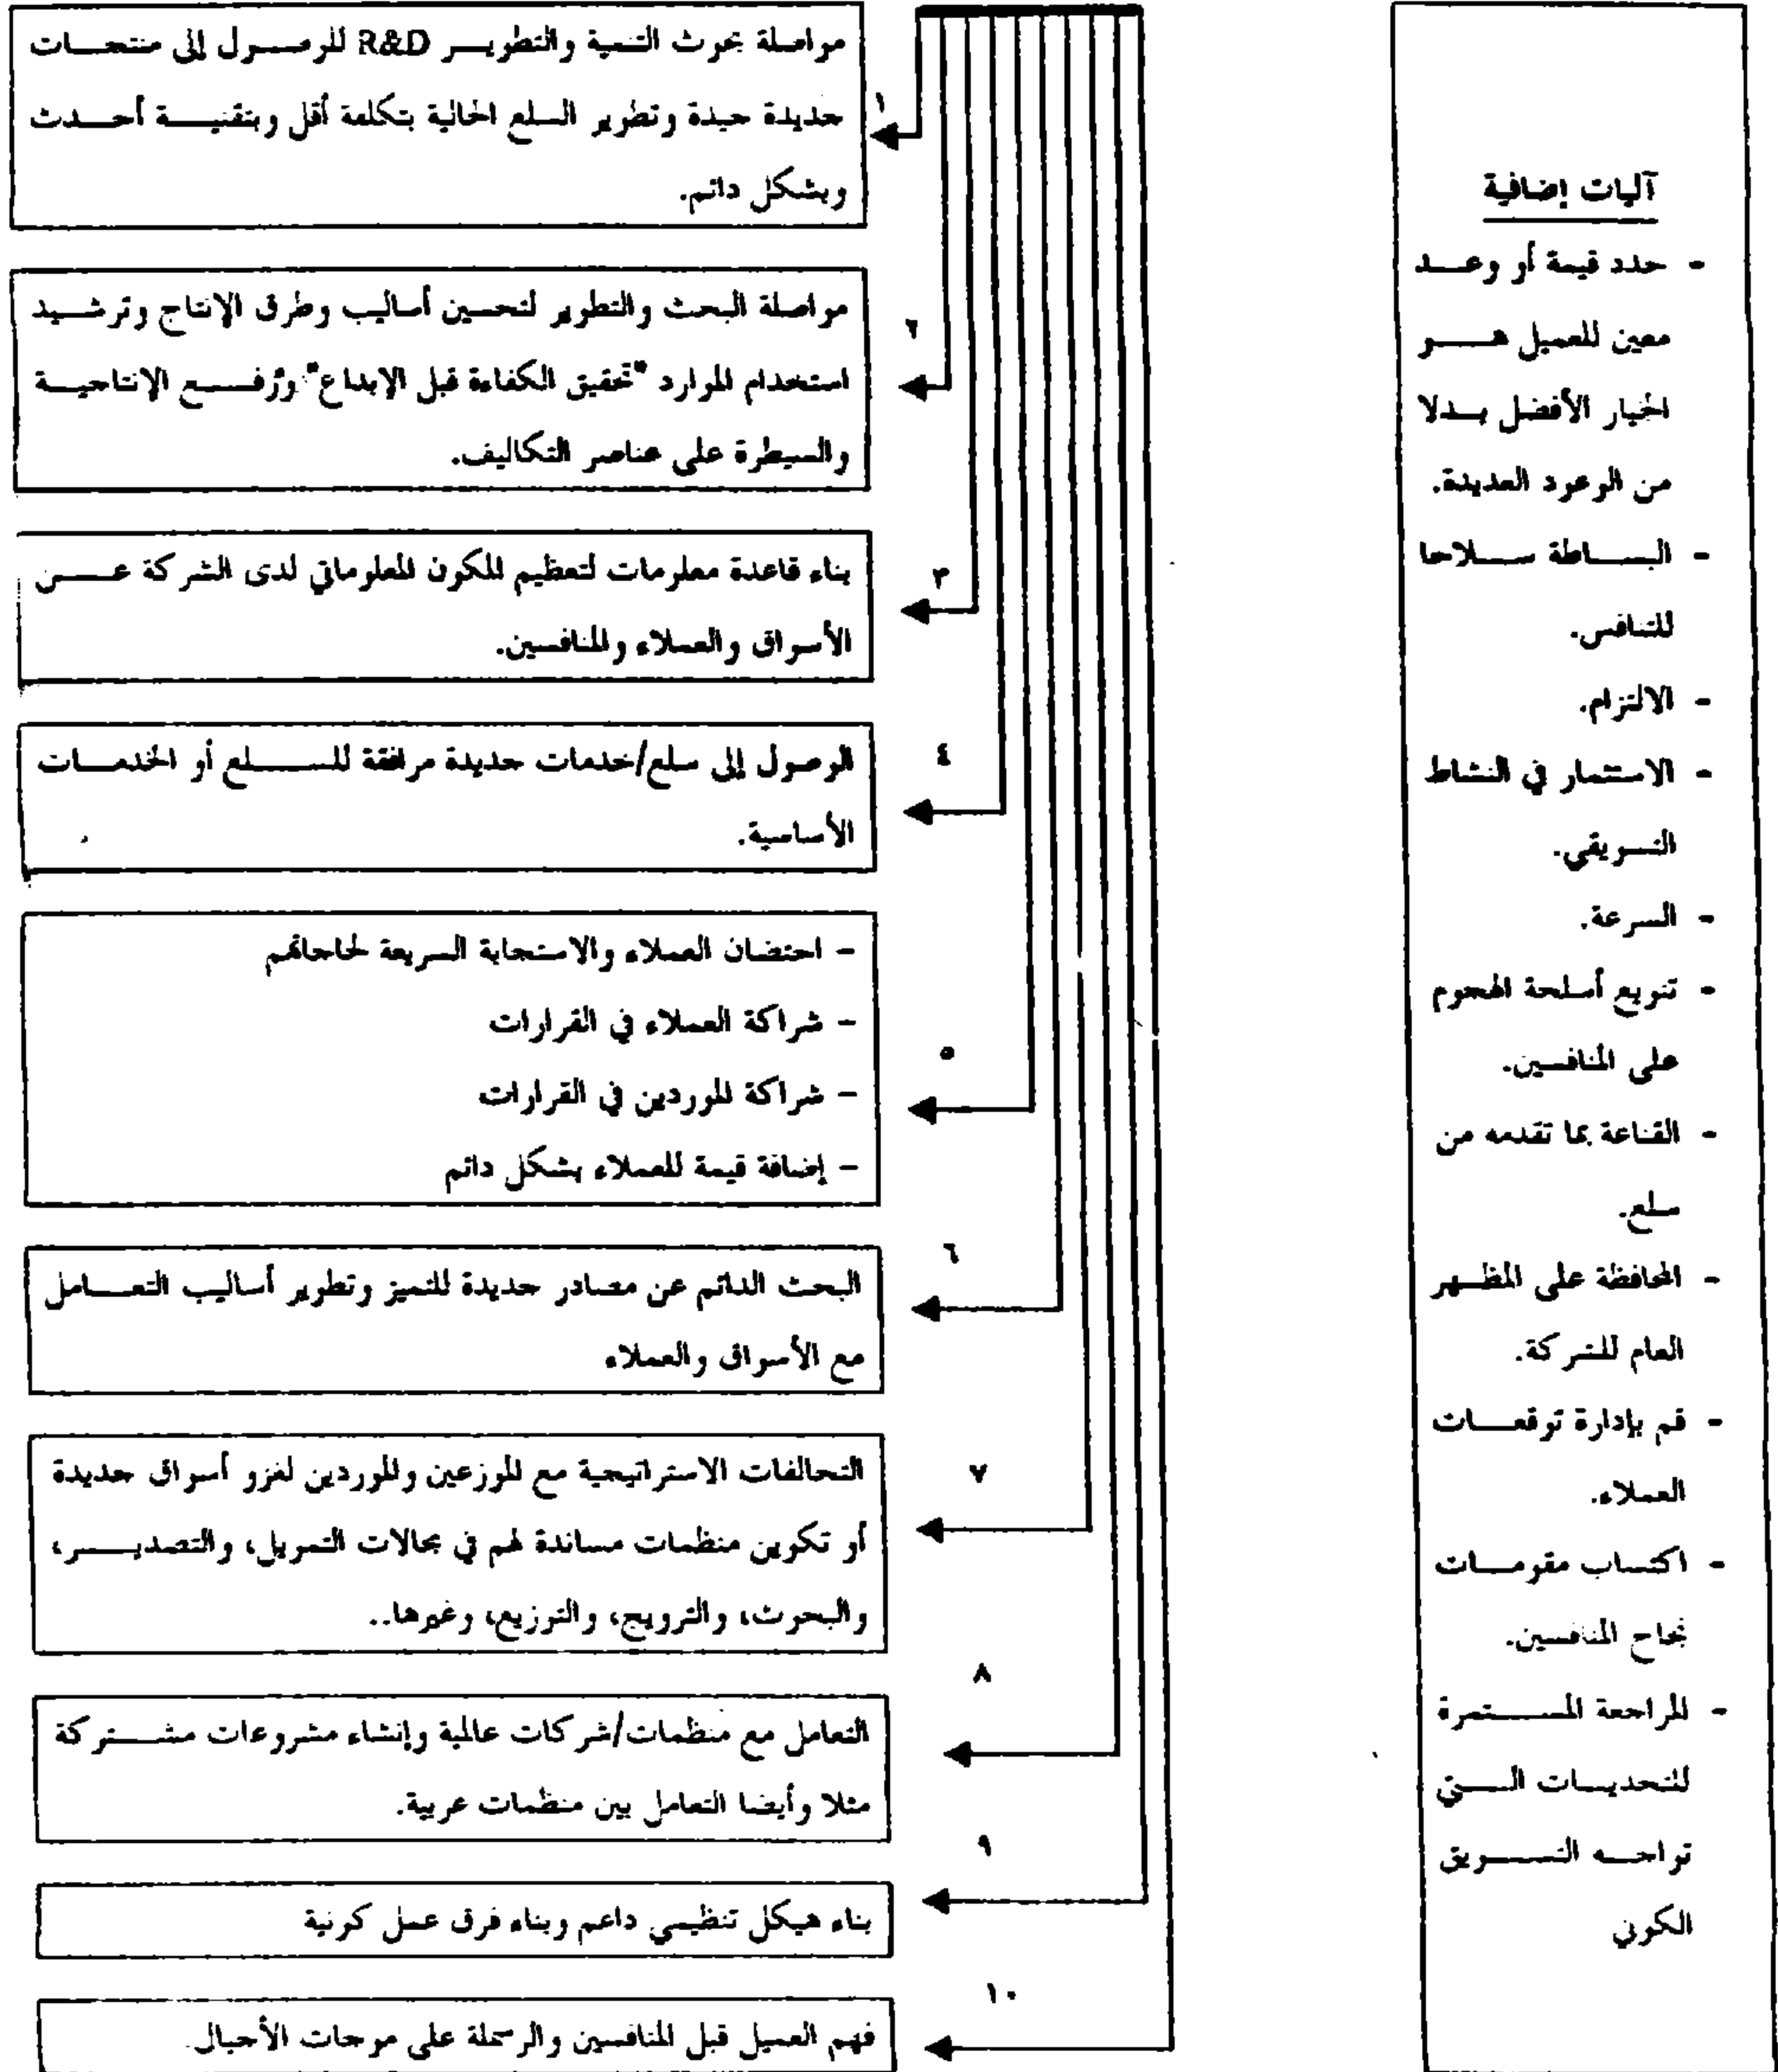 آليات إضافية
- حدد قيمة أو وعد
معين للعميل هو
الخيار الأفضل بدلا
من الوعود العديدة.
- البساطة سلاحا
للتنافس.
- الالتزام.
- الاستثمار في النشاط
التسويقي.
- السرعة.
- تنويع أسلحة الهجوم
على المنافسين.
- القناعة بما تقدمه من
سلع.
- المحافظة على المظهر
العام للشركة.
- قم بإدارة توقعات
العملاء.
- اكتساب مقومات
نجاح المنافسين.
- المراجعة المستمرة
للتحديات التي
تواجه التسويق
الكوني
١
مواصلة بحوث التنمية والتطوير R&D للوصول إلى منتجات
جديدة جيدة وتطوير السلع الحالية بتكلفة أقل وبتقنية أحدث
وبشكل دائم.
٢
مواصلة البحث والتطوير لتحسين أساليب وطرق الإنتاج وترشيد
استخدام الموارد "تحقيق الكفاءة قبل الإبداع" ورفع الإنتاجية
والسيطرة على عناصر التكاليف.
٣
بناء قاعدة معلومات لتعظيم المكون المعلوماتي لدى الشركة عن
الأسواق والعملاء والمنافسين.
٤
الوصول إلى سلع/خدمات جديدة مرافقة للسلع أو الخدمات
الأساسية.
٥
- احتضان العملاء والاستجابة السريعة لحاجاتهم
- شراكة العملاء في القرارات
- شراكة الموردين في القرارات
- إضافة قيمة للعملاء بشكل دائم
٦
البحث الدائم عن مصادر جديدة للتميز وتطوير أساليب التعامل
مع الأسواق والعملاء
٧
التحالفات الاستراتيجية مع الموزعين والموردين لغزو أسواق جديدة
أو تكوين منظمات مساندة لهم في مجالات التمويل، والتصدير،
والبحوث، والترويج، والتوزيع، وغيرها..
٨
التعامل مع منظمات/شركات عالمية وإنشاء مشروعات مشتركة
مثلا وأيضا التعامل بين منظمات عربية.
٩
بناء هيكل تنظيمي داعم وبناء فرق عمل كونية
١٠
فهم العميل قبل المنافسين والرسملة على موجات الأجيال